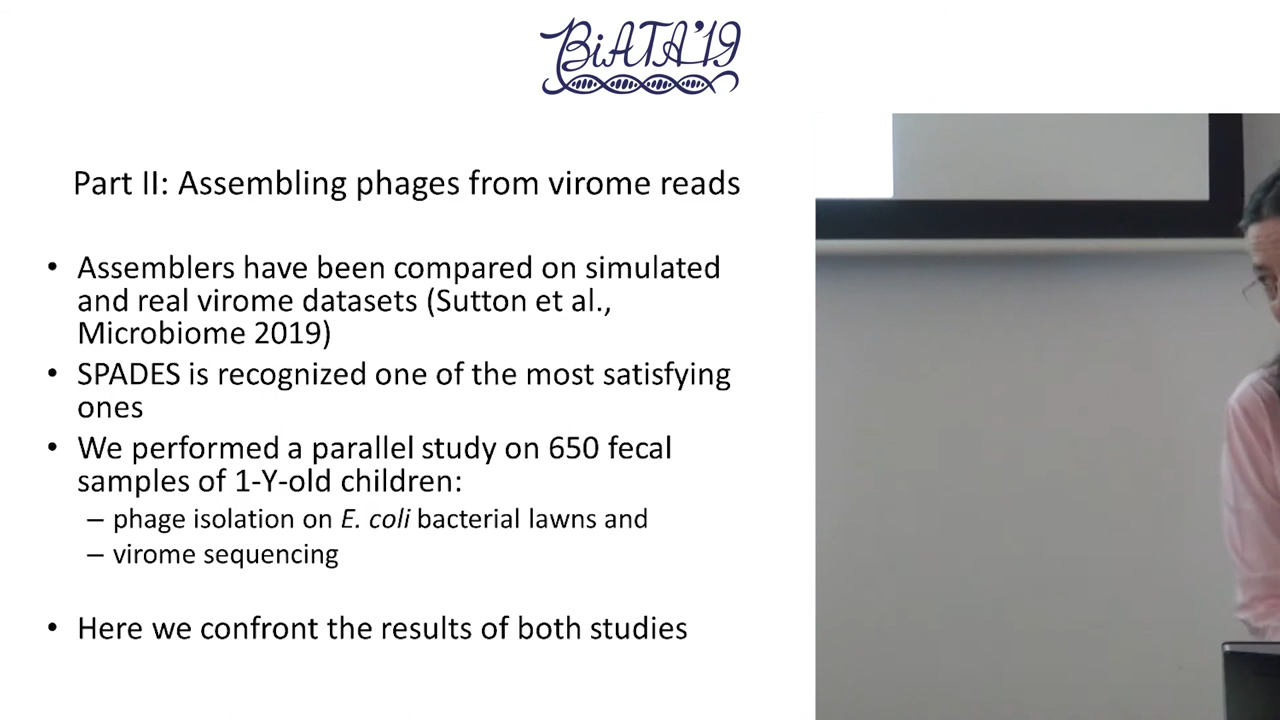 BiATA'19
Part II: Assembling phages from virome reads
• Assemblers have been compared on simulated
and real virome datasets (Sutton et al.,
Microbiome 2019)
• SPADES is recognized one of the most satisfying
ones
• We performed a parallel study on 650 fecal
samples of 1-Y-old children:
– phage isolation on E. coli bacterial lawns and
– virome sequencing
• Here we confront the results of both studies